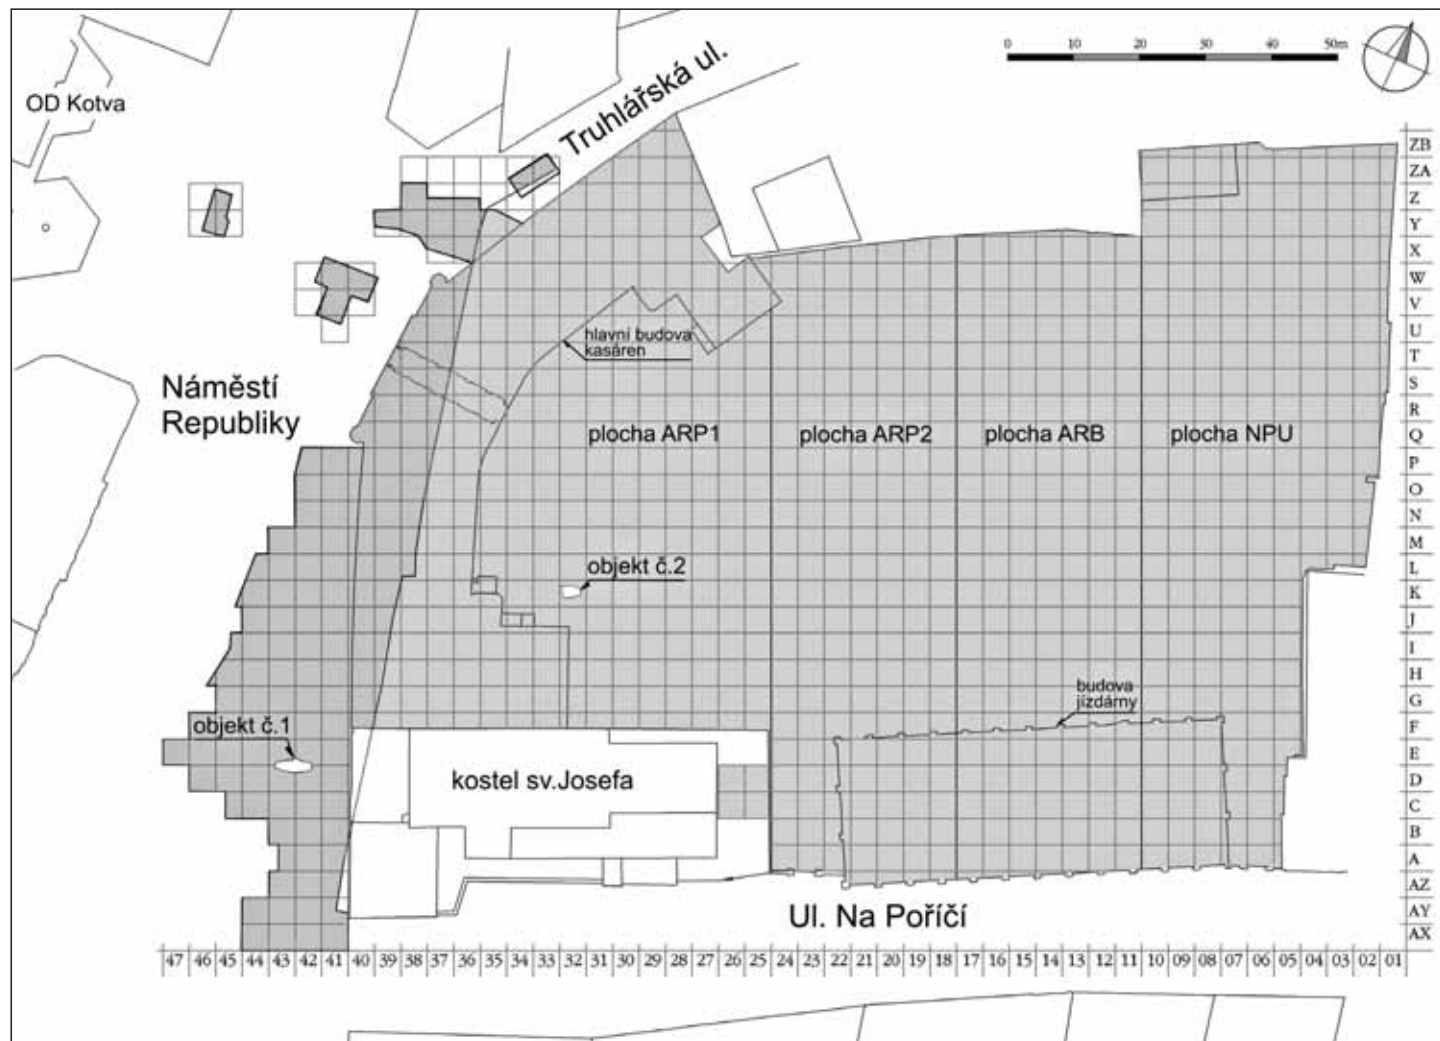 0 10 20 30 40 50m
OD Kotva
Truhlářská ul.
ZB
ZA
Z
Y
X
W
V
U
T
S
R
Q
P
O
N
M
L
K
J
I
H
G
F
E
D
C
B
A
AZ
AY
AX
hlavní budova
kasáren
Náměstí
Republiky
plocha ARP1
plocha ARP2
plocha ARB
plocha NPU
objekt č.2
budova
jízdárny
objekt č.1
kostel sv.Josefa
Ul. Na Poříčí
47 46 45 44 43 42 41 40 39 38 37 36 35 34 33 32 31 30 29 28 27 26 25 24 23 22 21 20 19 18 17 16 15 14 13 12 11 10 09 08 07 06 05 04 03 02 01